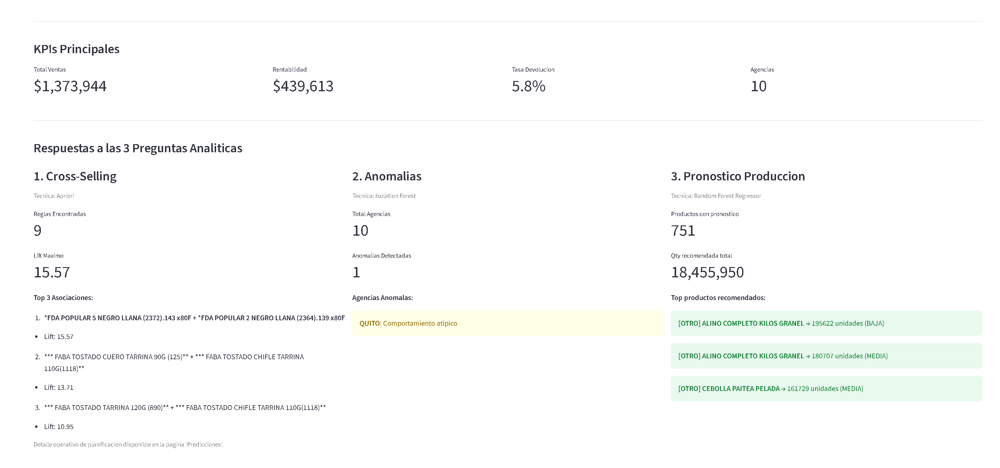 KPIs Principales
Total Ventas
$1,373,944
Rentabilidad
$439,613
Tasa Devolucion
5.8%
Agencias
10
Respuestas a las 3 Preguntas Analiticas
1. Cross-Selling
Tecnica: Apriori
Reglas Encontradas
9
Lift Maximo
15.57
Top 3 Asociaciones:
1. *FDA POPULAR 5 NEGRO LLANA (2372).143 x80F + *FDA POPULAR 2 NEGRO LLANA (2364).139 x80F
• Lift: 15.57
2. *** FABA TOSTADO CUERO TARRINA 90G (125)** + *** FABA TOSTADO CHIFLE TARRINA
110G(1118)**
• Lift: 13.71
3. *** FABA TOSTADO TARRINA 120G (890)** + *** FABA TOSTADO CHIFLE TARRINA 110G(1118)**
• Lift: 10.95
Detalle operativo de planificacion disponible en la pagina 'Predicciones'.
2. Anomalias
Tecnica: Isolation Forest
Total Agencias
10
Anomalias Detectadas
1
Agencias Anomalas:
QUITO: Comportamiento atipico
3. Pronostico Produccion
Tecnica: Random Forest Regressor
Productos con pronostico
751
Qty recomendada total
18,455,950
Top productos recomendados:
[OTRO] ALINO COMPLETO KILOS GRANEL → 195622 unidades (BAJA)
[OTRO] ALINO COMPLETO KILOS GRANEL → 180707 unidades (MEDIA)
[OTRO] CEBOLLA PAITEA PELADA → 161729 unidades (MEDIA)